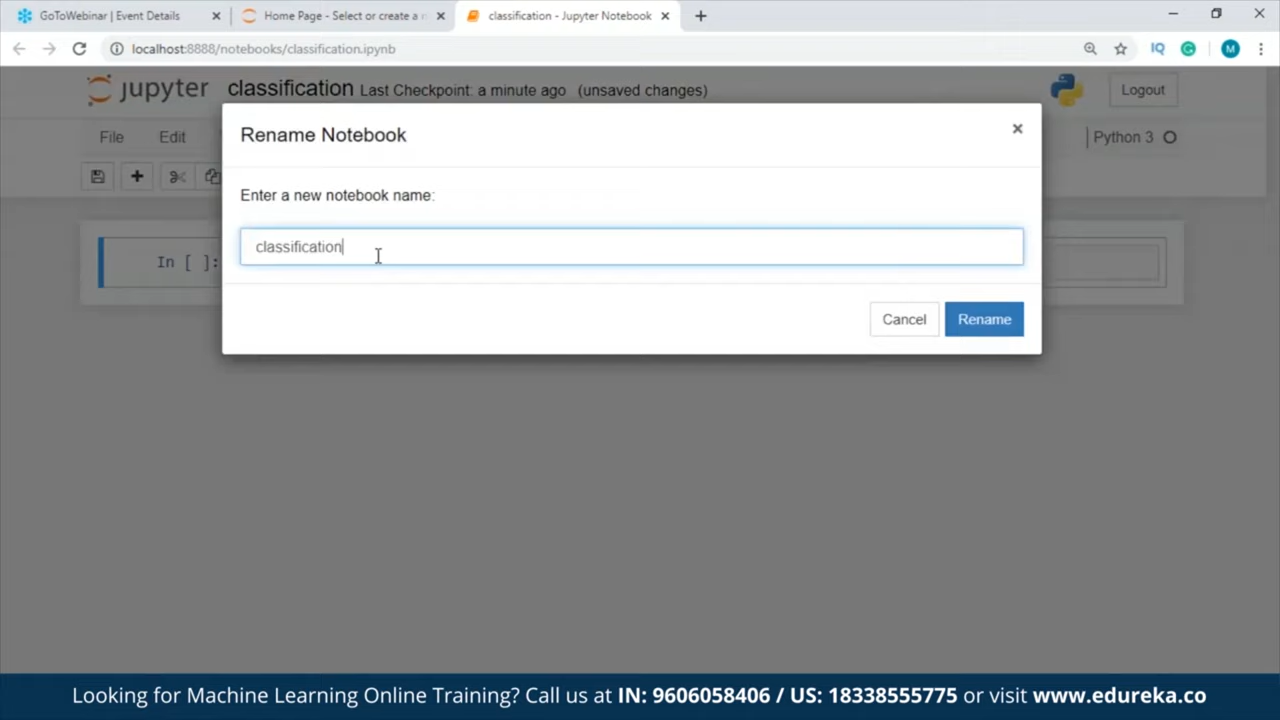 GoToWebinar | Event Details
Home Page - Select or create a n
classification - Jupyter Notebook
localhost:8888/notebooks/classification.ipynb
IQ
G
M
jupyter classification Last Checkpoint: a minute ago (unsaved changes)
Logout
File Edit
Python 3
Rename Notebook
Enter a new notebook name:
classification
Cancel Rename
In [ ]:
Looking for Machine Learning Online Training? Call us at IN: 9606058406 / US: 18338555775 or visit www.edureka.co